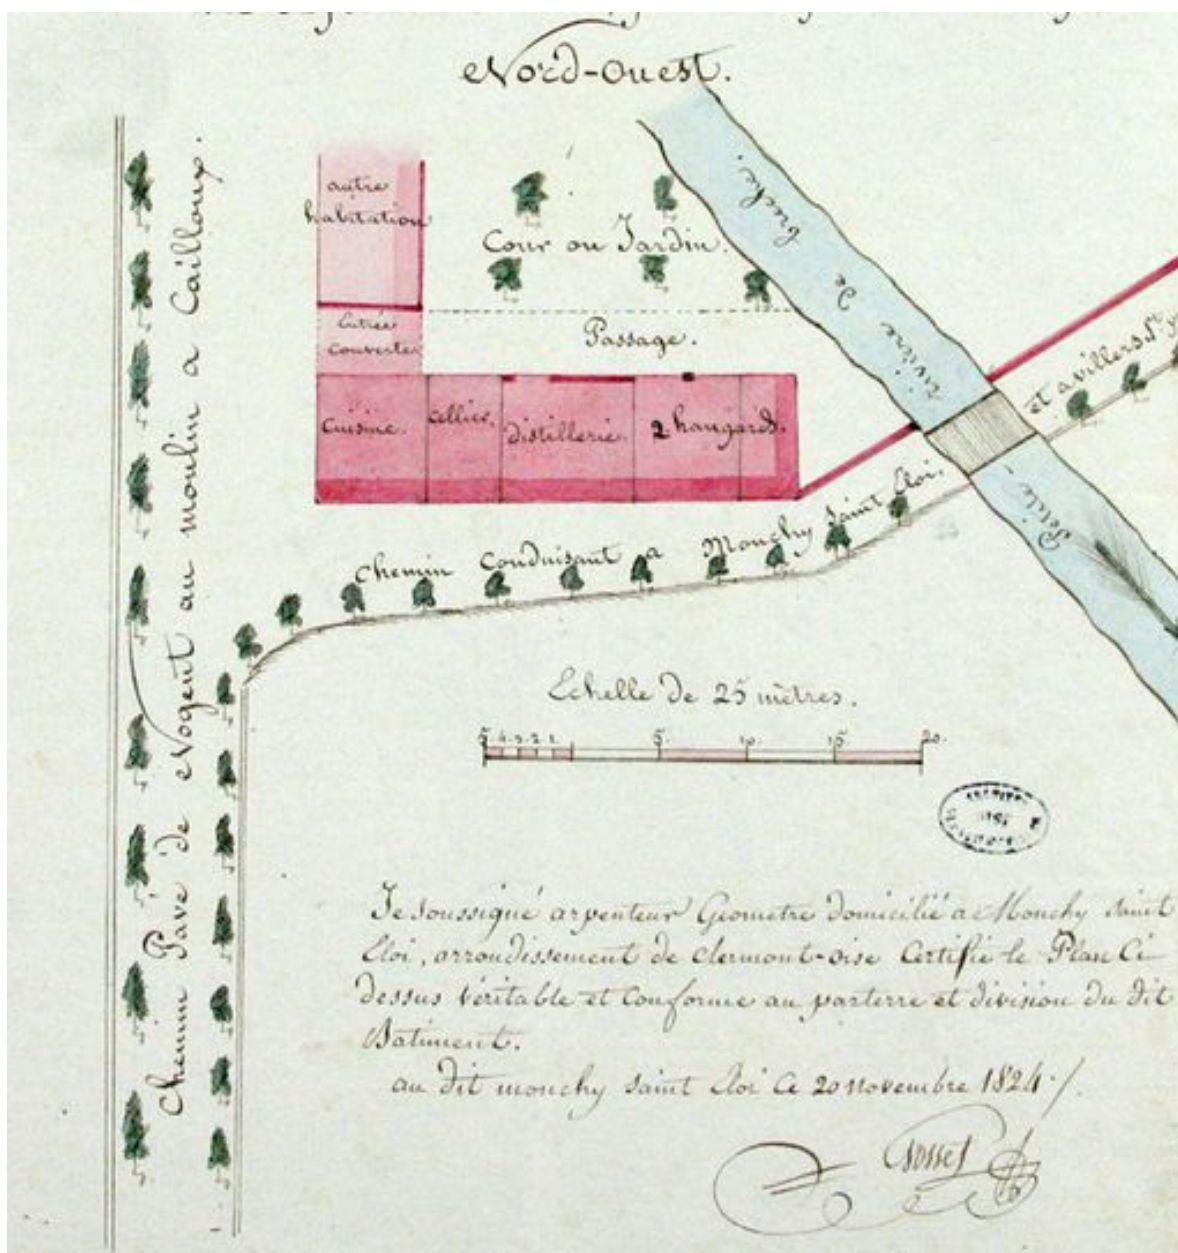 Nord-Ouest.
autre
habitation
Cour ou Jardin.
Entrée
couverte
Passage.
cuisine.
cellier.
distillerie.
2 hangards.
Petite rivière de brèche,
chemin conduisant a Monchy saint Eloi. et a villers St
Chemin Pavé de Nogent au moulin a Cailloux.
Echelle de 25 mètres.
5. 4. 3. 2. 1. 5. 10. 15. 20.
Je soussigné arpenteur Géometre domicilié a Monchy saint
Eloi, arrondissement de clermont-oise Certifie le Plan Ci-
dessus véritable et conforme au parterre et division du dit
Batiment.
au dit monchy saint Eloi Ce 20 novembre 1824./.